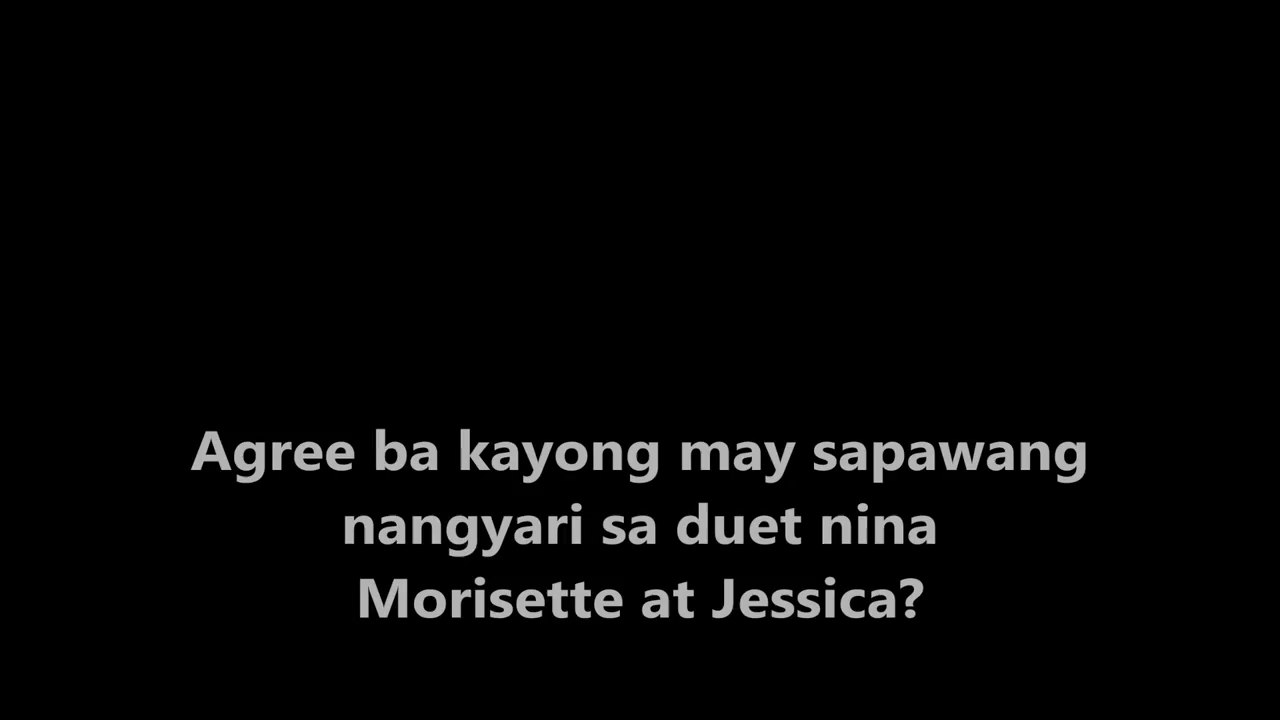 Agree ba kayong may sapawang
nangyari sa duet nina
Morisette at Jessica?